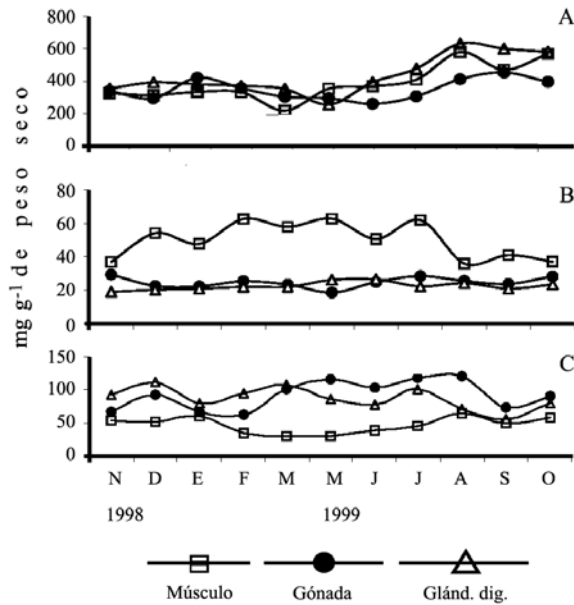 A
800
600
400
200
0
B
80
60
40
20
0
C
150
100
50
0
mg g-1 de peso seco
N D E F M M J J A S O
1998 1999
Músculo Gónada Glánd. dig.